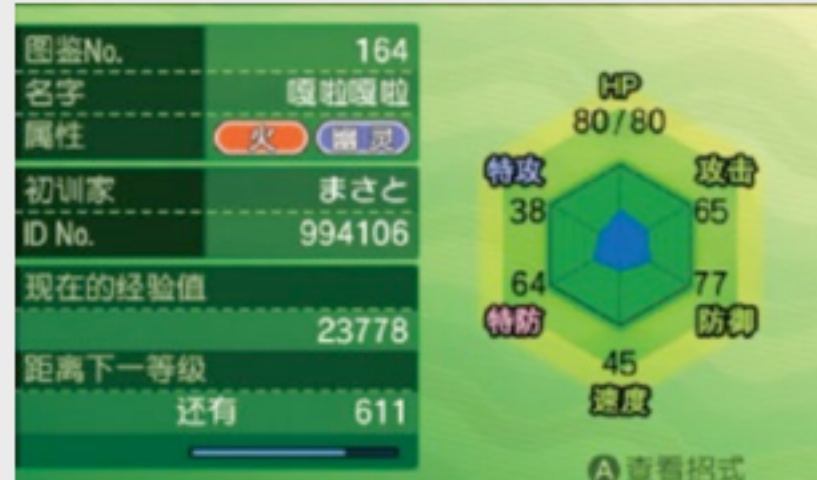 图鉴No. 164
名字 嘎啦嘎啦
属性 火 幽灵
初训家 まさと
ID No. 994106
现在的经验值
23778
距离下一等级
还有 611
HP
80/80
特攻 攻击
38 65
64 77
特防 防御
45
速度
A 查看招式